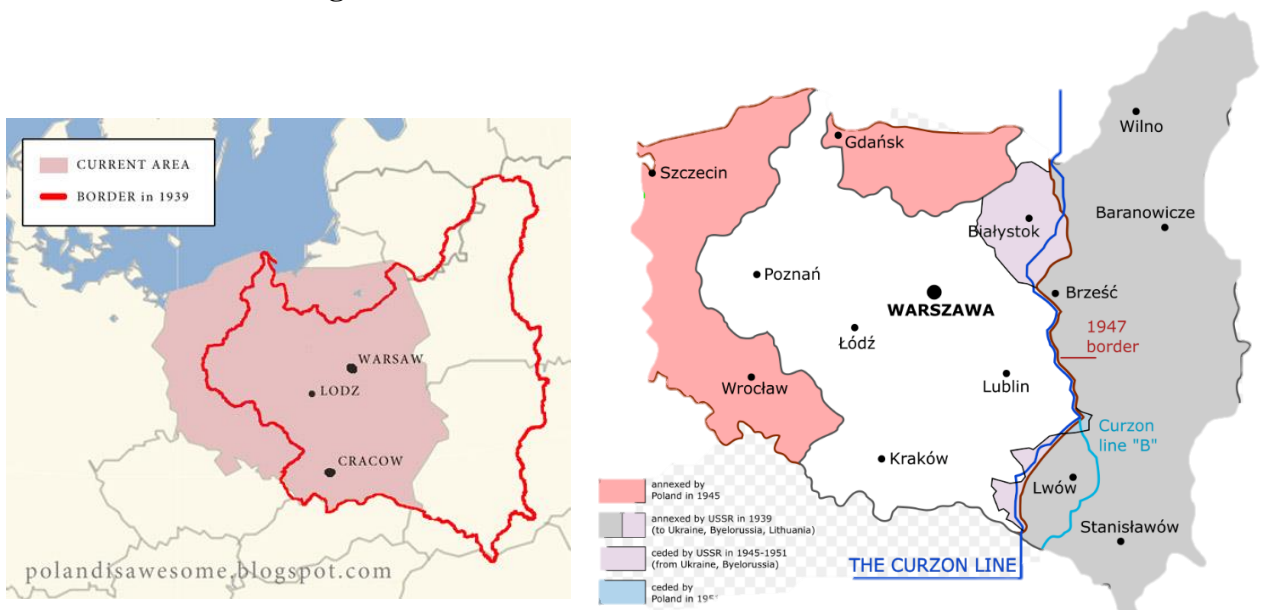 CURRENT AREA
BORDER in 1939
WARSAW
LODZ
CRACOW
polandisawesome.blogspot.com
Wilno
Gdańsk
Szczecin
Baranowicze
Białystok
Poznań
Brześć
WARSZAWA
1947
border
Łódź
Wrocław
Lublin
Curzon
line "B"
Kraków
Lwów
Stanisławów
THE CURZON LINE
annexed by
Poland in 1945
annexed by USSR in 1939
(to Ukraine, Byelorussia, Lithuania)
ceded by USSR in 1945-1951
(from Ukraine, Byelorussia)
ceded by
Poland in